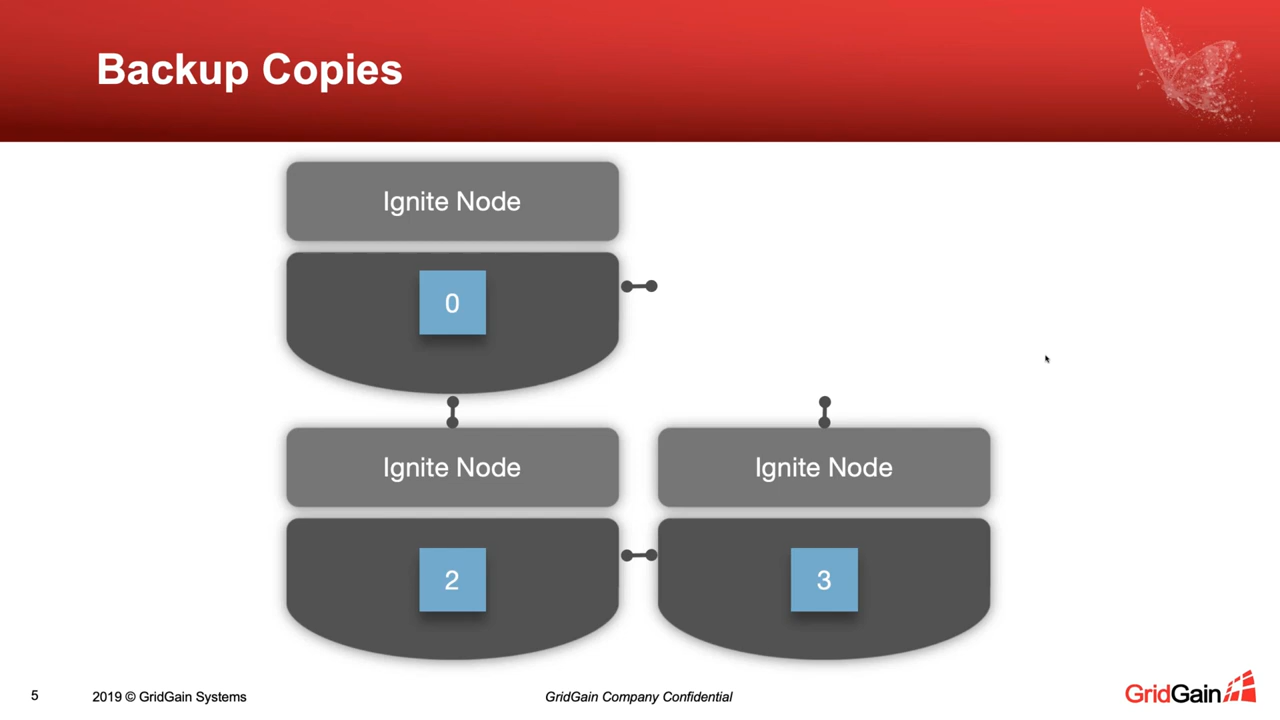 Backup Copies
Ignite Node
0
Ignite Node
Ignite Node
2
3
5
2019 © GridGain Systems
GridGain Company Confidential
GridGain